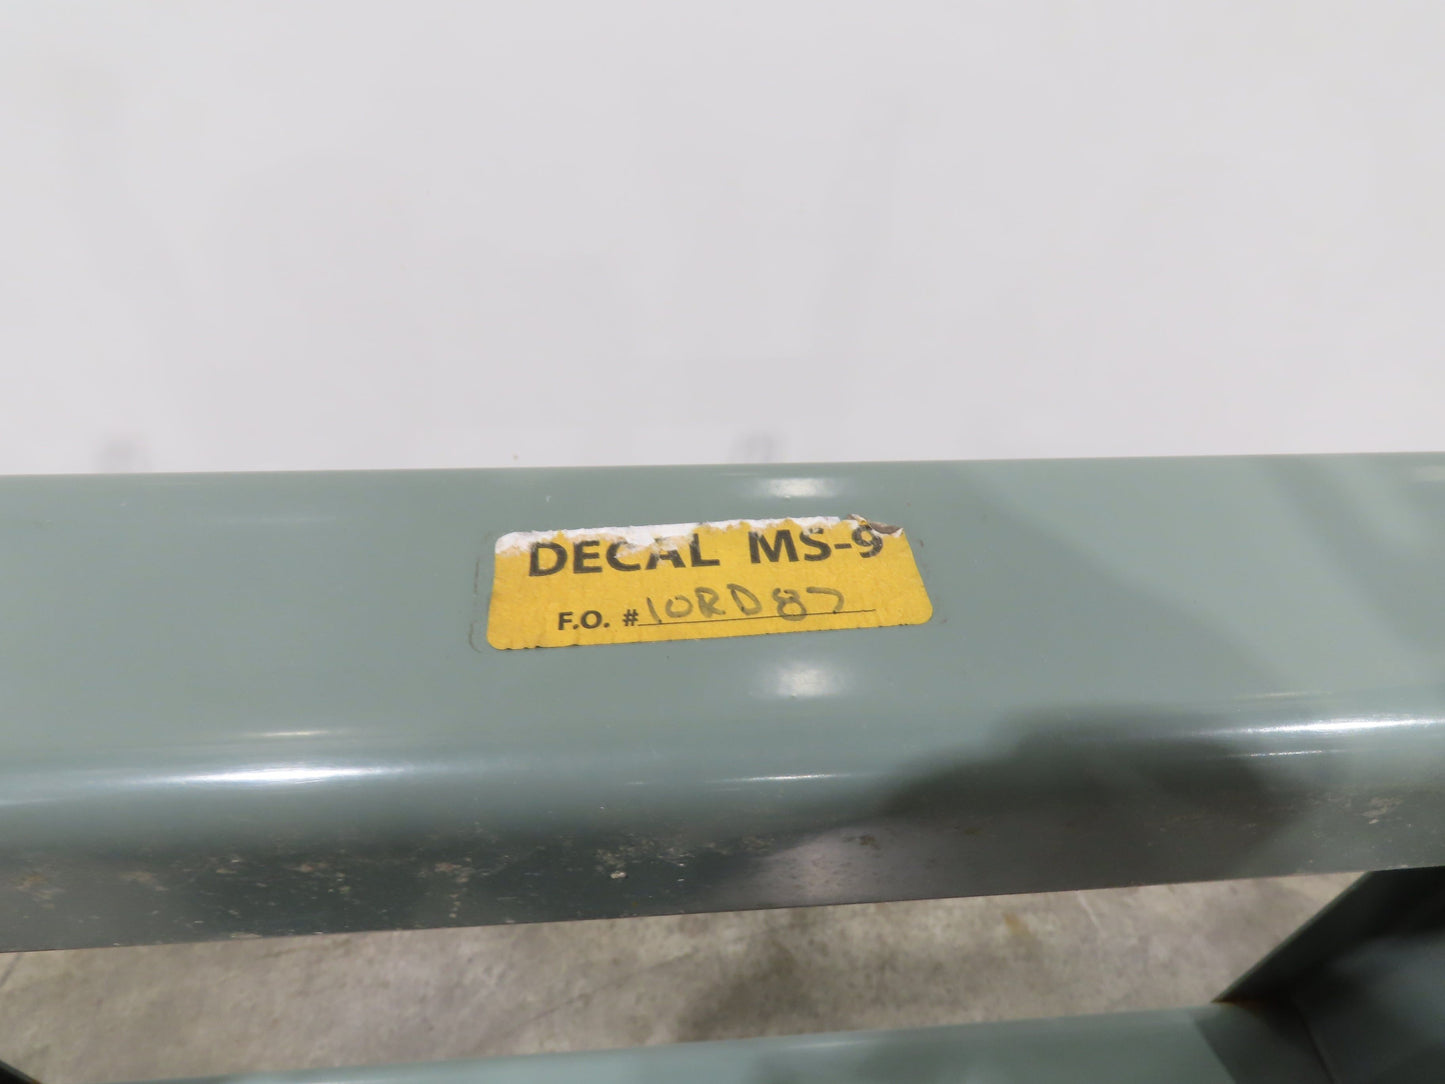 DECAL MS-9
F.O. #10RD87